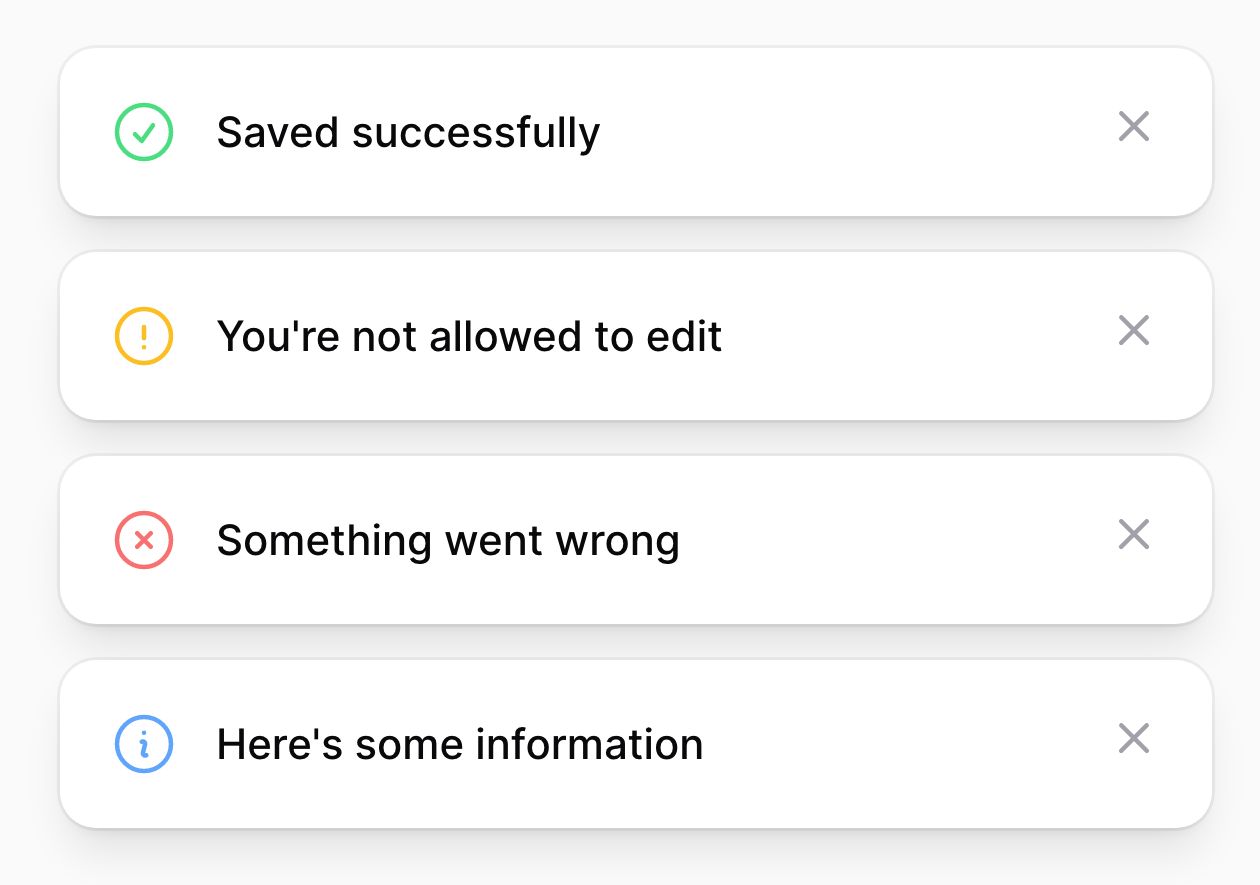 Saved successfully
You're not allowed to edit
Something went wrong
Here's some information